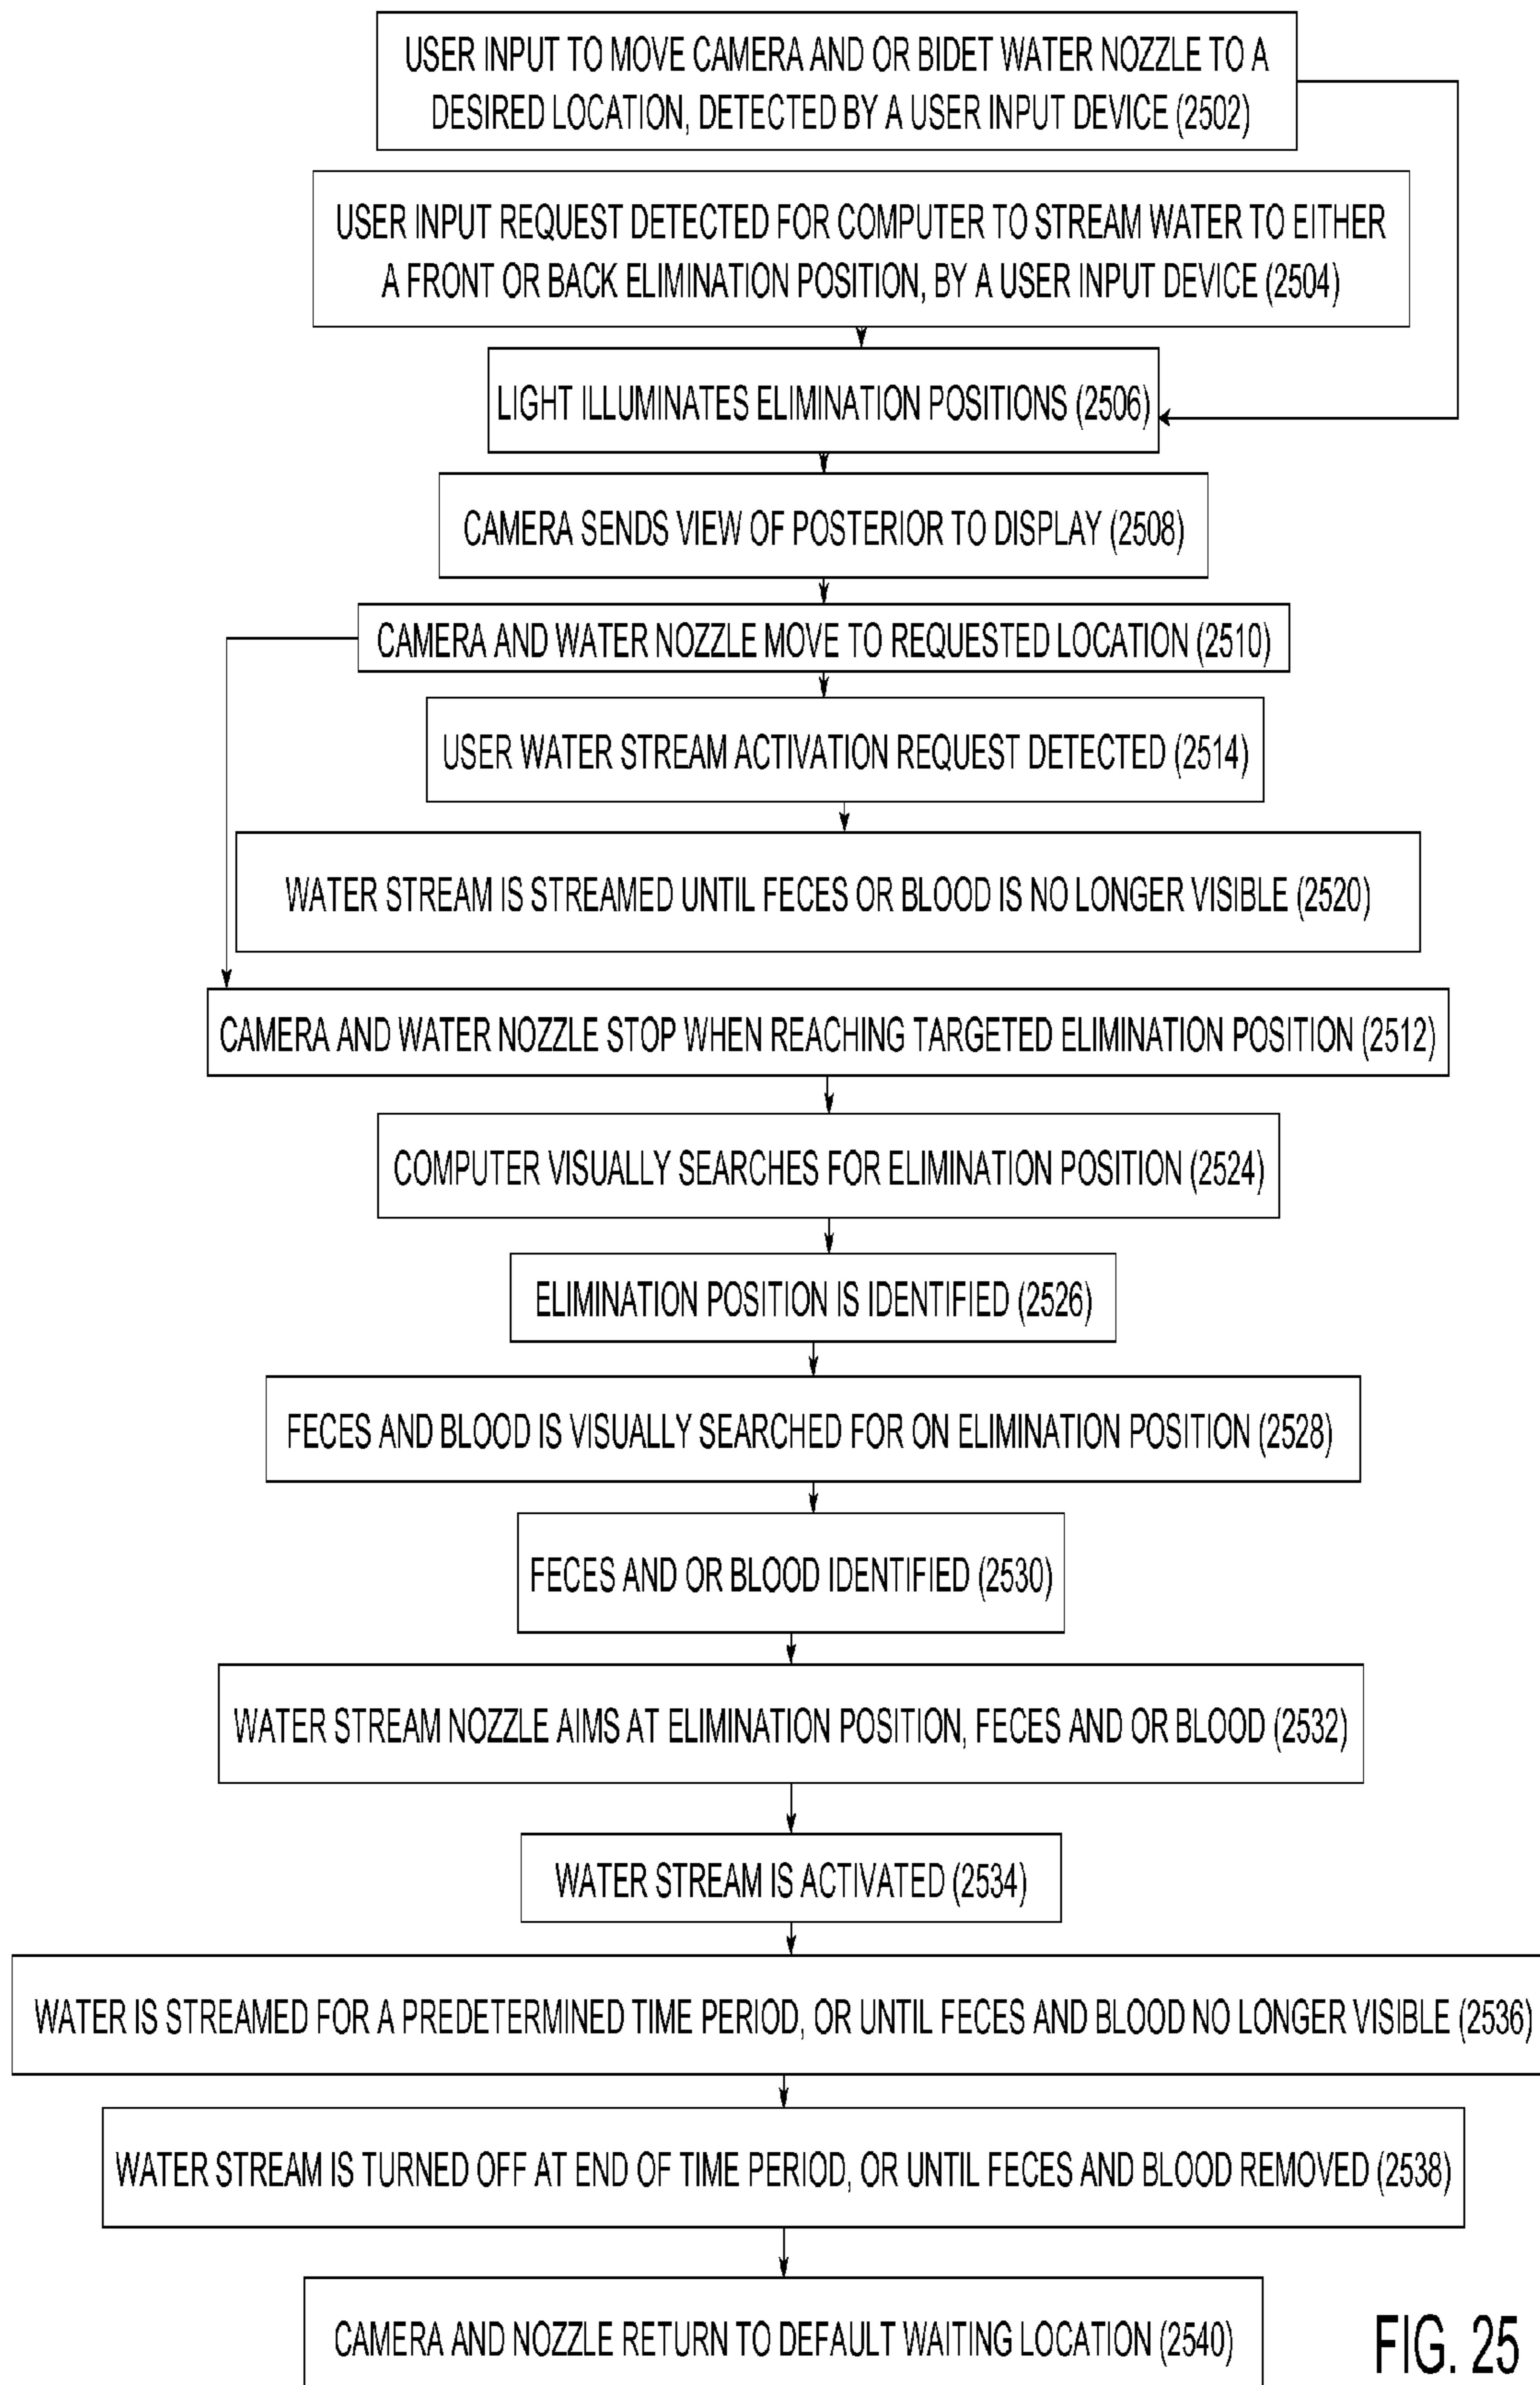 USER INPUT TO MOVE CAMERA AND OR BIDET WATER NOZZLE TO A
DESIRED LOCATION, DETECTED BY A USER INPUT DEVICE (2502)
USER INPUT REQUEST DETECTED FOR COMPUTER TO STREAM WATER TO EITHER
A FRONT OR BACK ELIMINATION POSITION, BY A USER INPUT DEVICE (2504)
LIGHT ILLUMINATES ELIMINATION POSITIONS (2506)
CAMERA SENDS VIEW OF POSTERIOR TO DISPLAY (2508)
CAMERA AND WATER NOZZLE MOVE TO REQUESTED LOCATION (2510)
USER WATER STREAM ACTIVATION REQUEST DETECTED (2514)
WATER STREAM IS STREAMED UNTIL FECES OR BLOOD IS NO LONGER VISIBLE (2520)
CAMERA AND WATER NOZZLE STOP WHEN REACHING TARGETED ELIMINATION POSITION (2512)
COMPUTER VISUALLY SEARCHES FOR ELIMINATION POSITION (2524)
ELIMINATION POSITION IS IDENTIFIED (2526)
FECES AND BLOOD IS VISUALLY SEARCHED FOR ON ELIMINATION POSITION (2528)
FECES AND OR BLOOD IDENTIFIED (2530)
WATER STREAM NOZZLE AIMS AT ELIMINATION POSITION, FECES AND OR BLOOD (2532)
WATER STREAM IS ACTIVATED (2534)
WATER IS STREAMED FOR A PREDETERMINED TIME PERIOD, OR UNTIL FECES AND BLOOD NO LONGER VISIBLE (2536)
WATER STREAM IS TURNED OFF AT END OF TIME PERIOD, OR UNTIL FECES AND BLOOD REMOVED (2538)
CAMERA AND NOZZLE RETURN TO DEFAULT WAITING LOCATION (2540)
FIG. 25